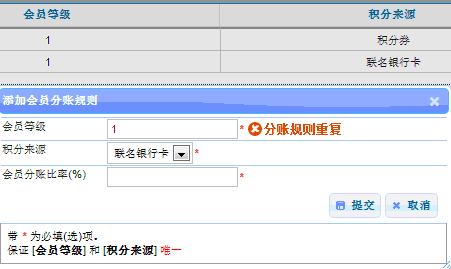 会员等级 积分来源
1 积分券
1 联名银行卡
添加会员分账规则
会员等级 1 * 分账规则重复
积分来源 联名银行卡 *
会员分账比率(%) *
提交 取消
带 * 为必填(选)项。
保证 [会员等级] 和 [积分来源] 唯一